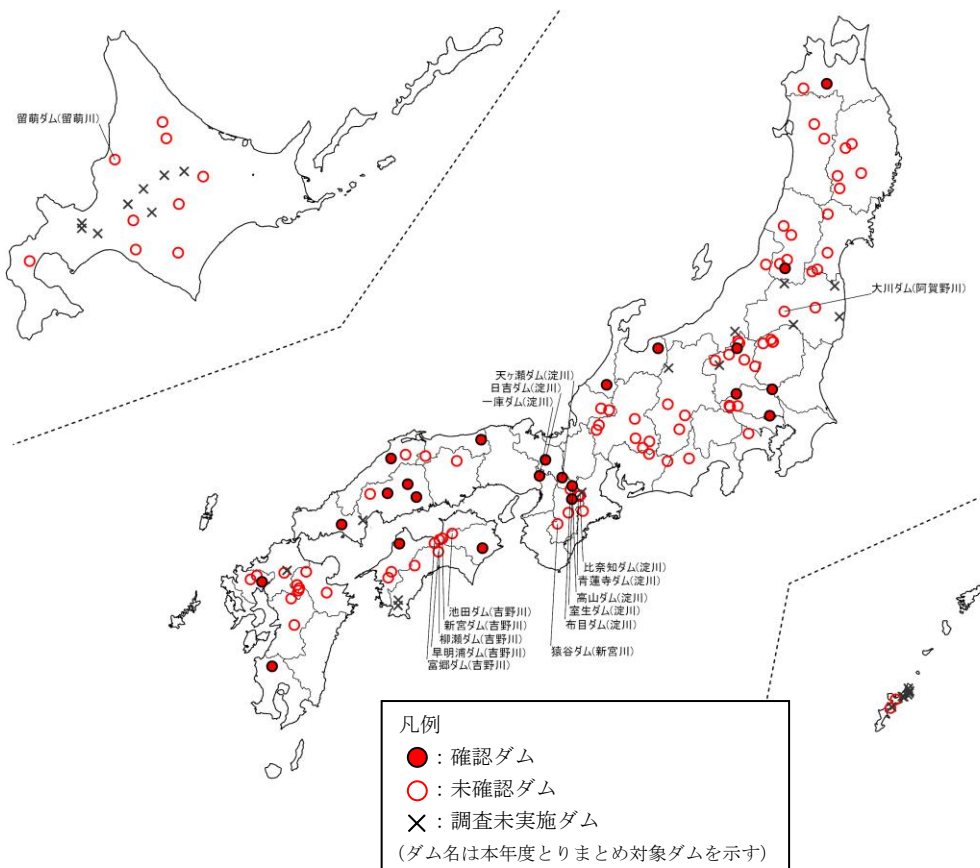 留萌ダム(留萌川)
大川ダム(阿賀野川)
天ヶ瀬ダム(淀川)
日吉ダム(淀川)
一庫ダム(淀川)
比奈知ダム(淀川)
青蓮寺ダム(淀川)
高山ダム(淀川)
室生ダム(淀川)
布目ダム(淀川)
猿谷ダム(新宮川)
池田ダム(吉野川)
新宮ダム(吉野川)
柳瀬ダム(吉野川)
早明浦ダム(吉野川)
富郷ダム(吉野川)
凡例
：確認ダム
：未確認ダム
：調査未実施ダム
(ダム名は本年度とりまとめ対象ダムを示す)